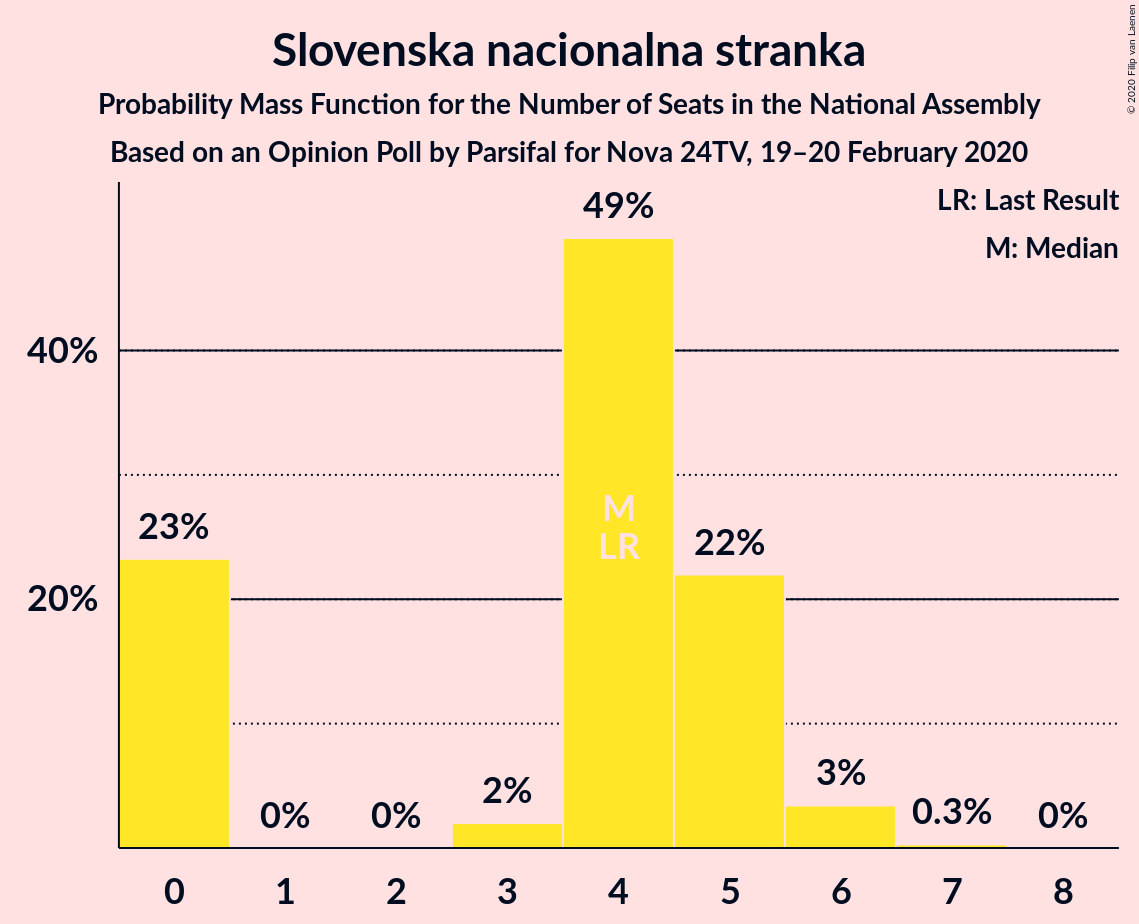 Slovenska nacionalna stranka
Probability Mass Function for the Number of Seats in the National Assembly
Based on an Opinion Poll by Parsifal for Nova 24TV, 19–20 February 2020
© 2020 Filip van Laenen
LR: Last Result
M: Median
49%
40%
M
LR
23%
22%
20%
2%
3%
0%
0%
0.3%
0%
0 1 2 3 4 5 6 7 8